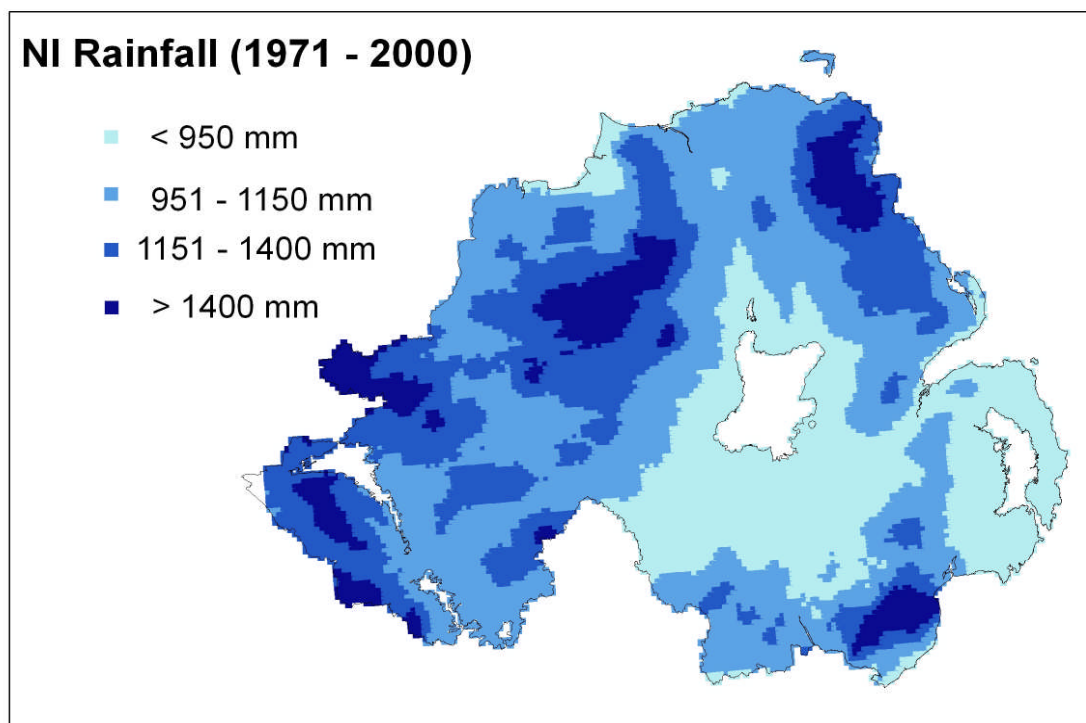 NI Rainfall (1971 - 2000)
< 950 mm
951 - 1150 mm
1151 - 1400 mm
> 1400 mm